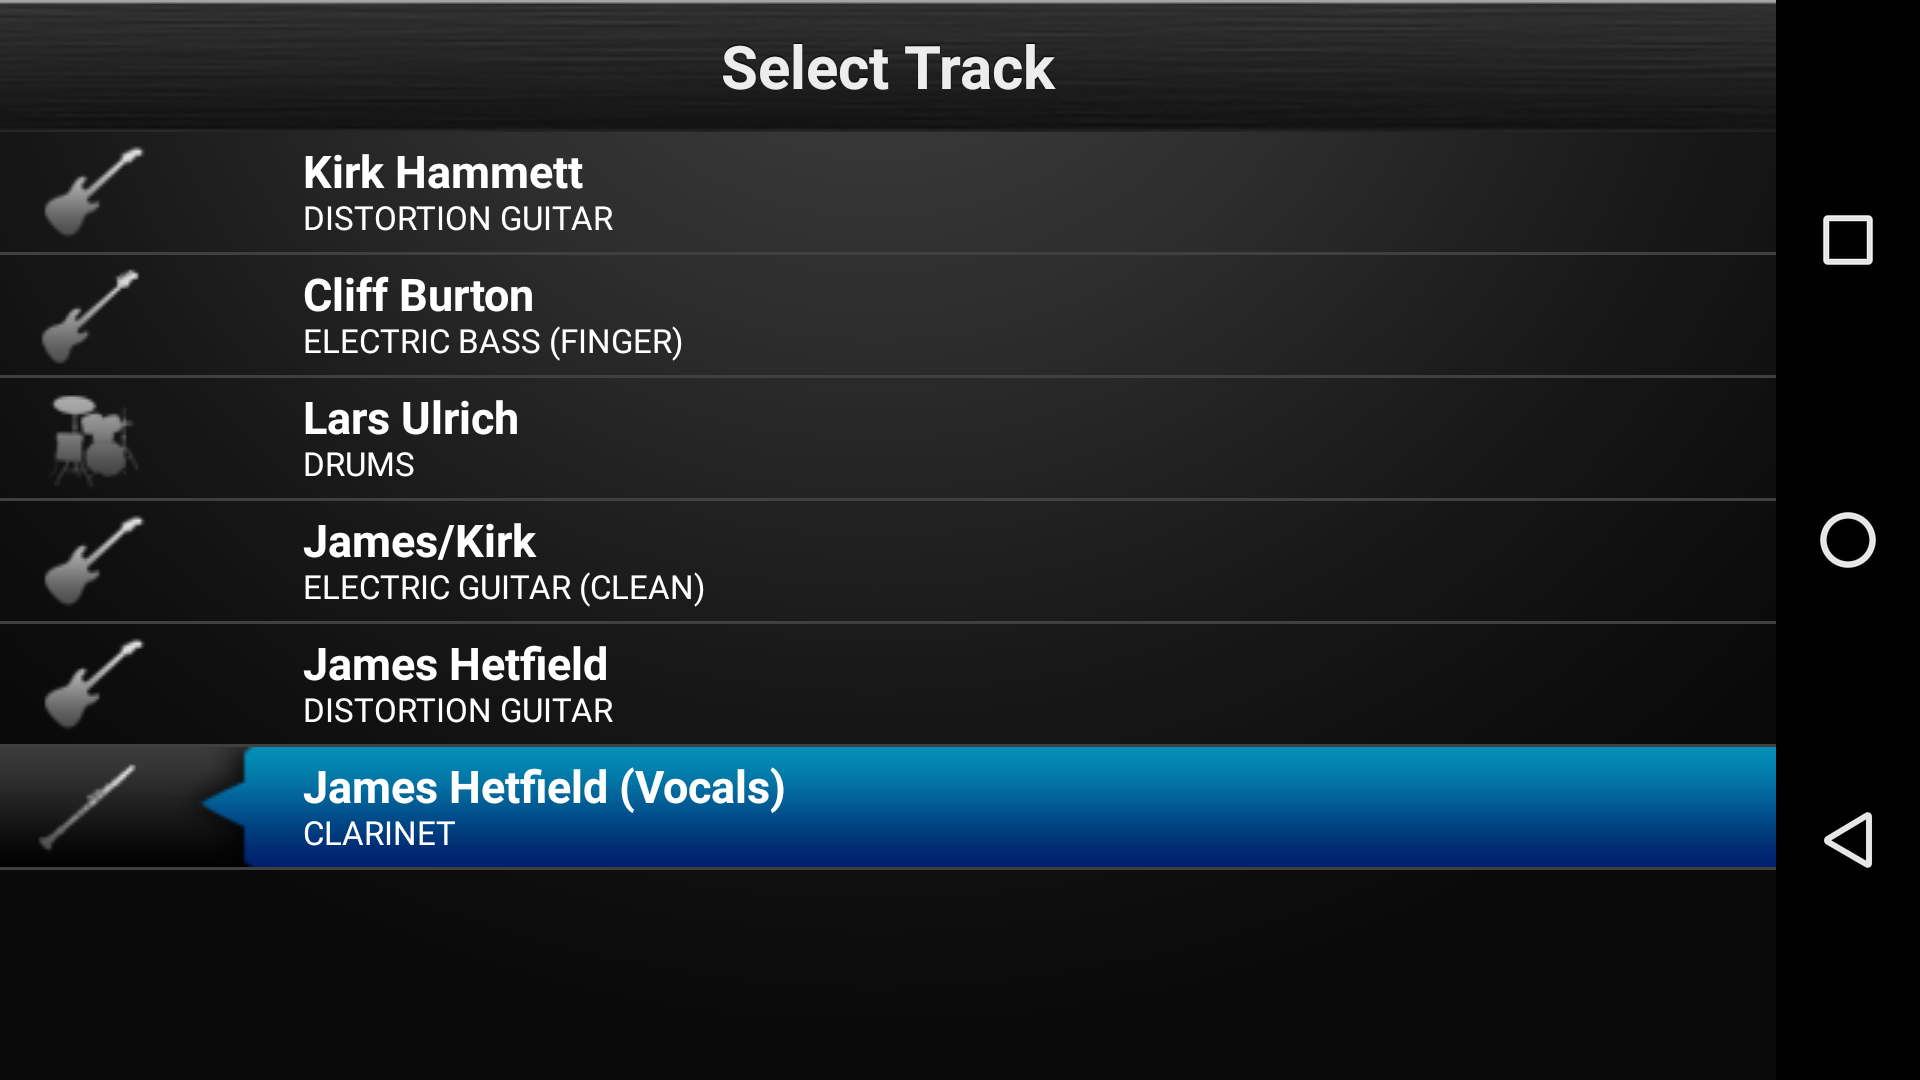 Select Track
Kirk Hammett
DISTORTION GUITAR
Cliff Burton
ELECTRIC BASS (FINGER)
Lars Ulrich
DRUMS
James/Kirk
ELECTRIC GUITAR (CLEAN)
James Hetfield
DISTORTION GUITAR
James Hetfield (Vocals)
CLARINET